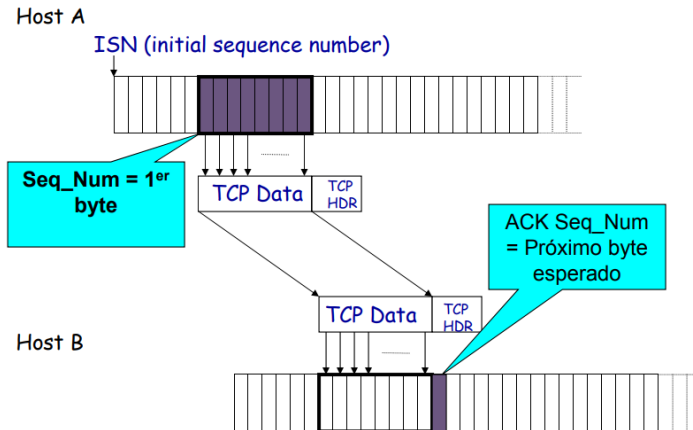 Host A
ISN (initial sequence number)
Seq_Num = 1er
byte
TCP Data
TCP
HDR
ACK Seq_Num
= Próximo byte
esperado
TCP Data
TCP
HDR
Host B